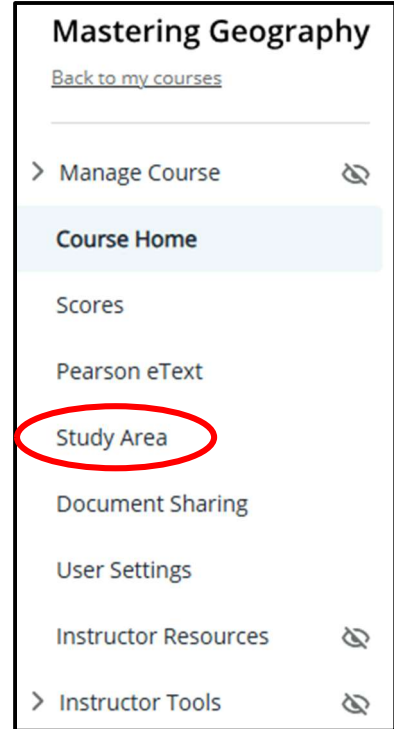 Mastering Geography
Back to my courses
Manage Course
Course Home
Scores
Pearson eText
Study Area
Document Sharing
User Settings
Instructor Resources
Instructor Tools